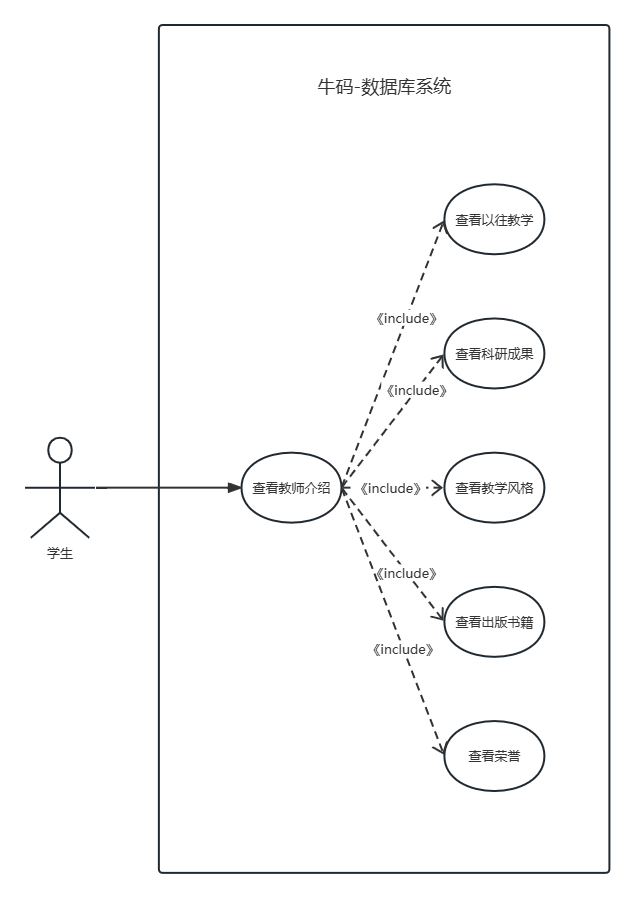 牛码-数据库系统
查看以往教学
《include》
查看科研成果
《include》
查看教师介绍
《include》
查看教学风格
学生
《include》
查看出版书籍
《include》
查看荣誉